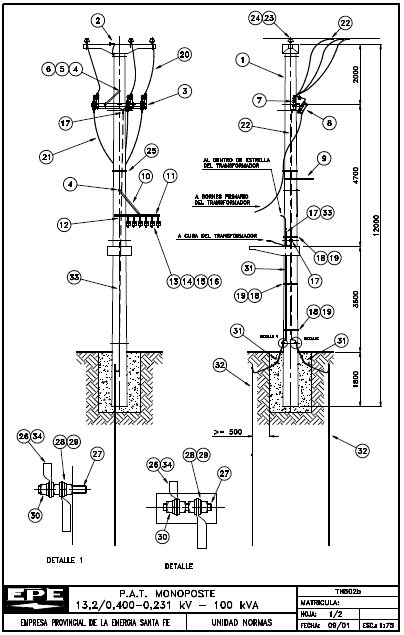 24 23
22
2
20
1
2000
6 5 4
3
7
8
17
22
21
25
AL CENTRO DE ESTRELLA
DEL TRANSFORMADOR
9
4700
12000
4
10
11
A BORNES PRIMARIO
DEL TRANSFORMADOR
12
17 33
A CUBA DEL TRANSFORMADOR
18 19
17
13 14 15 16
31
33
19 18
3500
18 19
31
31
32
1800
>= 500
32
26 34
28 29
27
30
26 34
28 29
27
30
DETALLE 1
DETALLE
EPE
P.A.T. MONOPOSTE
13,2/0,400-0,231 kV - 100 kVA
TN602b
MATRICULA:
HOJA: 1/2
EMPRESA PROVINCIAL DE LA ENERGIA SANTA FE
UNIDAD NORMAS
FECHA: 09/01
ESC.: 1:75